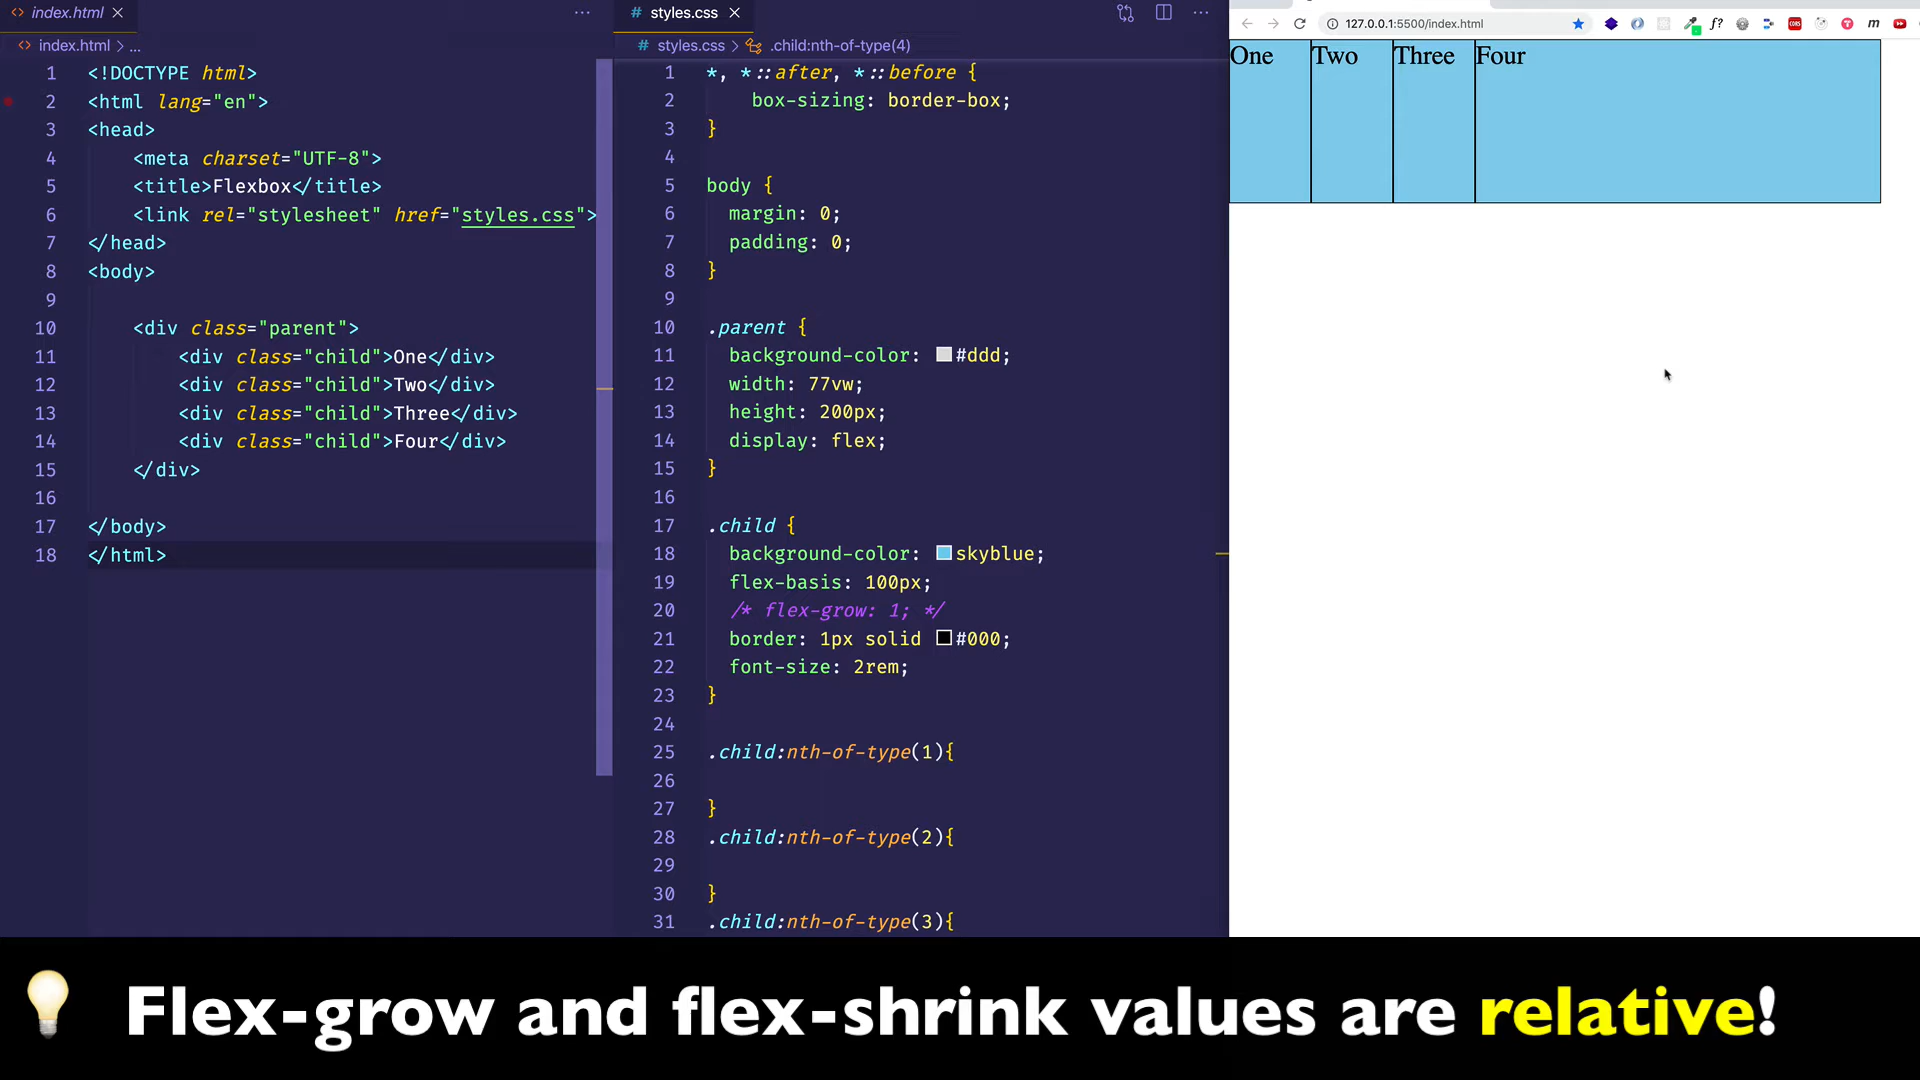 index.html
index.html > ...
1 <!DOCTYPE html>
2 <html lang="en">
3 <head>
4 <meta charset="UTF-8">
5 <title>Flexbox</title>
6 <link rel="stylesheet" href="styles.css">
7 </head>
8 <body>
9
10 <div class="parent">
11 <div class="child">One</div>
12 <div class="child">Two</div>
13 <div class="child">Three</div>
14 <div class="child">Four</div>
15 </div>
16
17 </body>
18 </html>
# styles.css
# styles.css > .child:nth-of-type(4)
1 *, *::after, *::before {
2 box-sizing: border-box;
3 }
4
5 body {
6 margin: 0;
7 padding: 0;
8 }
9
10 .parent {
11 background-color: #ddd;
12 width: 77vw;
13 height: 200px;
14 display: flex;
15 }
16
17 .child {
18 background-color: skyblue;
19 flex-basis: 100px;
20 /* flex-grow: 1; */
21 border: 1px solid #000;
22 font-size: 2rem;
23 }
24
25 .child:nth-of-type(1){
26
27 }
28 .child:nth-of-type(2){
29
30 }
31 .child:nth-of-type(3){
127.0.0.1:5500/index.html
One Two Three Four
Flex-grow and flex-shrink values are relative!